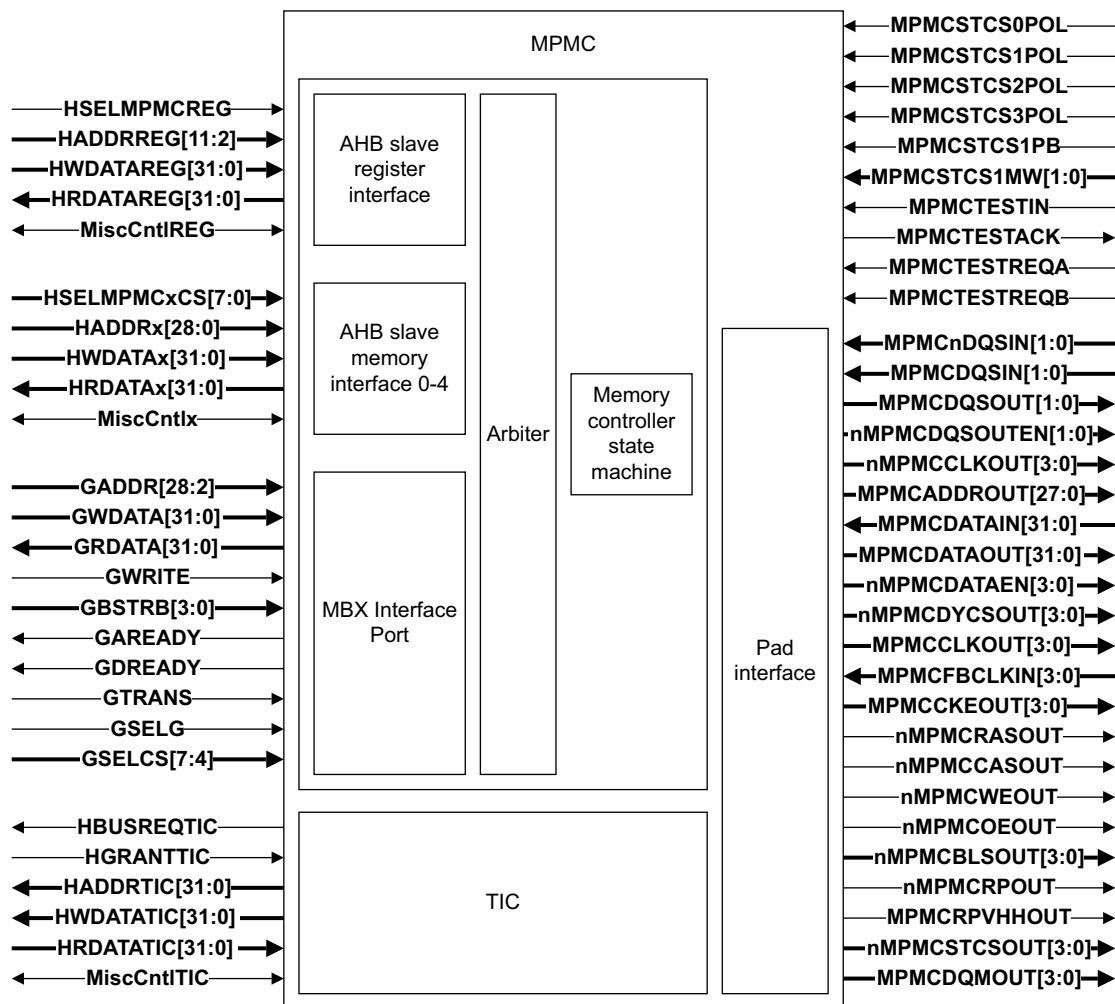 MPMC
HSELMPMCREG
HADDRREG[11:2]
HWDATAREG[31:0]
HRDATAREG[31:0]
MiscCntlREG
HSELMPMCxCS[7:0]
HADDRx[28:0]
HWDATAx[31:0]
HRDATAx[31:0]
MiscCntlx
GADDR[28:2]
GWDATA[31:0]
GRDATA[31:0]
GWRITE
GBSTRB[3:0]
GAREADY
GDREADY
GTRANS
GSELG
GSELCS[7:4]
HBUSREQTIC
HGRANTTIC
HADDRTIC[31:0]
HWDATATIC[31:0]
HRDATATIC[31:0]
MiscCntlTIC
AHB slave
register
interface
AHB slave
memory
interface 0-4
MBX Interface
Port
Arbiter
Memory
controller
state
machine
TIC
Pad
interface
MPMCSTCS0POL
MPMCSTCS1POL
MPMCSTCS2POL
MPMCSTCS3POL
MPMCSTCS1PB
MPMCSTCS1MW[1:0]
MPMCTESTIN
MPMCTESTACK
MPMCTESTREQA
MPMCTESTREQB
MPMCnDQSIN[1:0]
MPMCDQSIN[1:0]
MPMCDQSOUT[1:0]
nMPMCDQSOUTEN[1:0]
nMPMCCLKOUT[3:0]
MPMCADDROUT[27:0]
MPMCDATAIN[31:0]
MPMCDATAOUT[31:0]
nMPMCDATAEN[3:0]
nMPMCDYCSOUT[3:0]
MPMCCLKOUT[3:0]
MPMCFBCLKIN[3:0]
MPMCCKEOUT[3:0]
nMPMCRASOUT
nMPMCCASOUT
nMPMCWEOUT
nMPMCOEOUT
nMPMCBLSOUT[3:0]
nMPMCRPOUT
MPMCRPVHHOUT
nMPMCSTCSOUT[3:0]
MPMCDQMOUT[3:0]